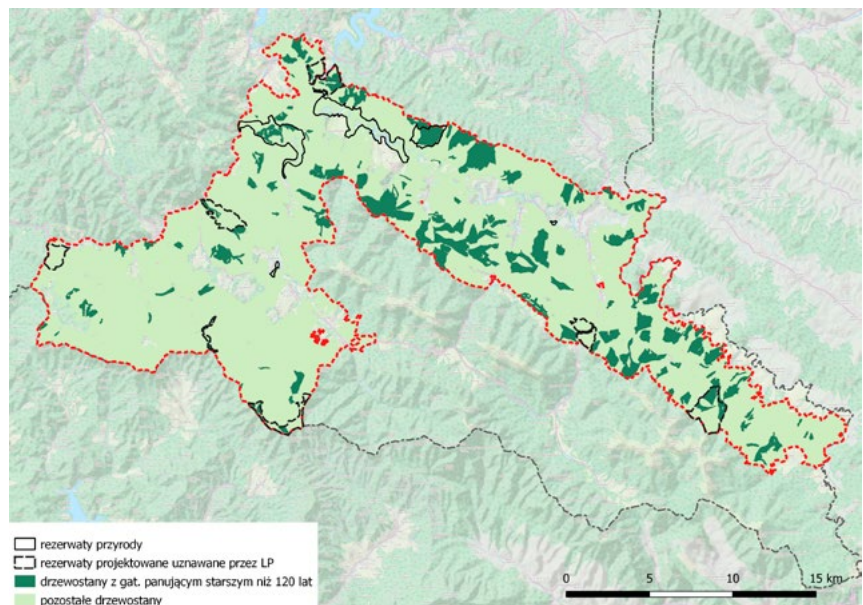 rezerwaty przyrody
rezerwaty projektowane uznawane przez LP
drzewostany z gat. panującym starszym niż 120 lat
pozostałe drzewostany
0 5 10 15 km